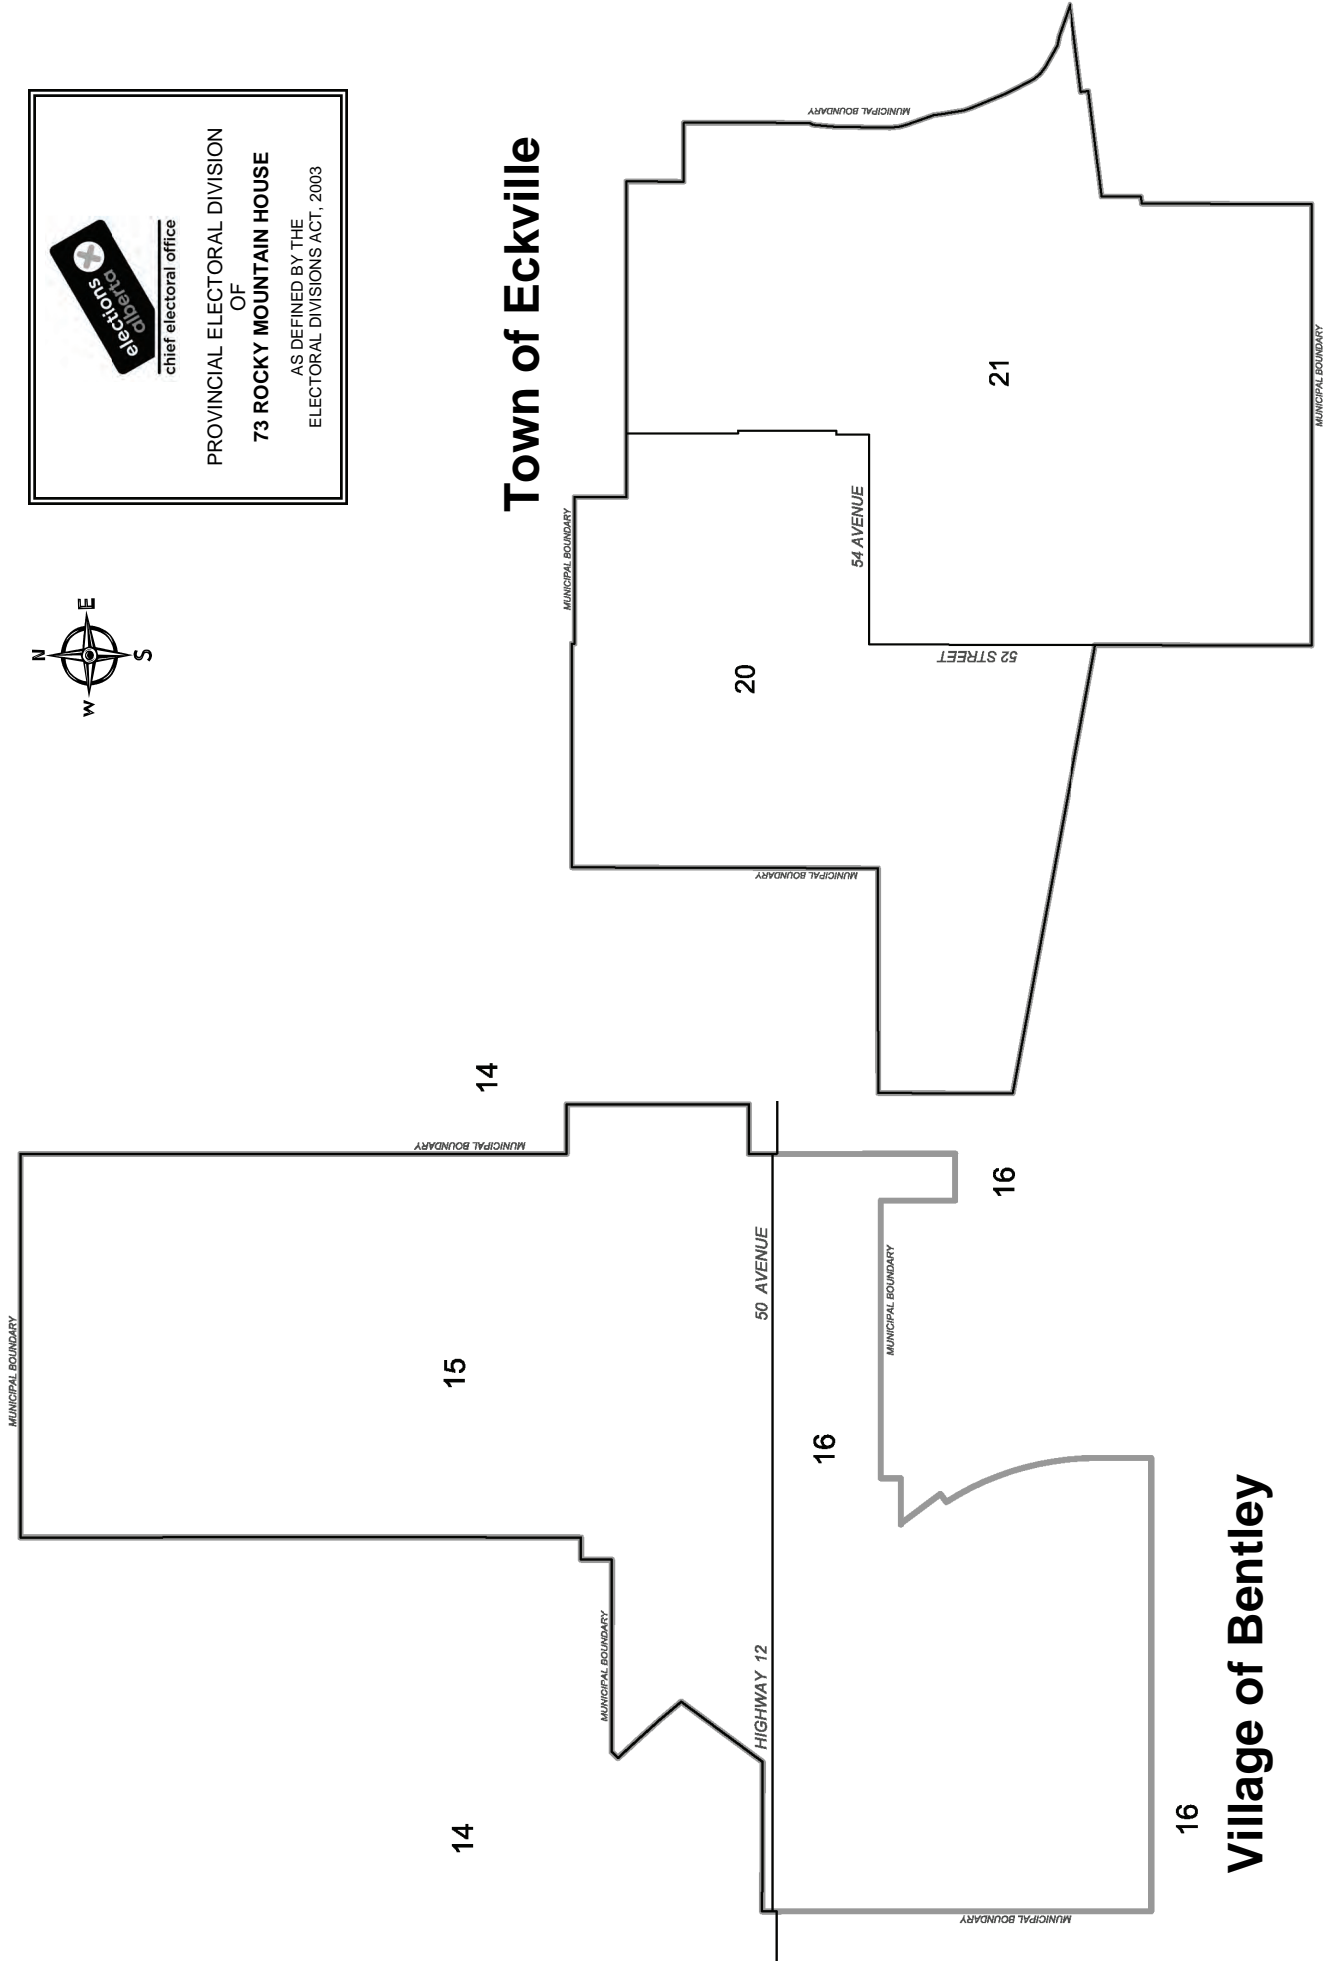 elections
alberta
chief electoral office
PROVINCIAL ELECTORAL DIVISION
OF
73 ROCKY MOUNTAIN HOUSE
AS DEFINED BY THE
ELECTORAL DIVISIONS ACT, 2003
N
W
E
S
Town of Eckville
MUNICIPAL BOUNDARY
MUNICIPAL BOUNDARY
MUNICIPAL BOUNDARY
MUNICIPAL BOUNDARY
20
54 AVENUE
52 STREET
21
MUNICIPAL BOUNDARY
14
MUNICIPAL BOUNDARY
15
MUNICIPAL BOUNDARY
14
HIGHWAY 12
50 AVENUE
16
MUNICIPAL BOUNDARY
16
MUNICIPAL BOUNDARY
16
Village of Bentley